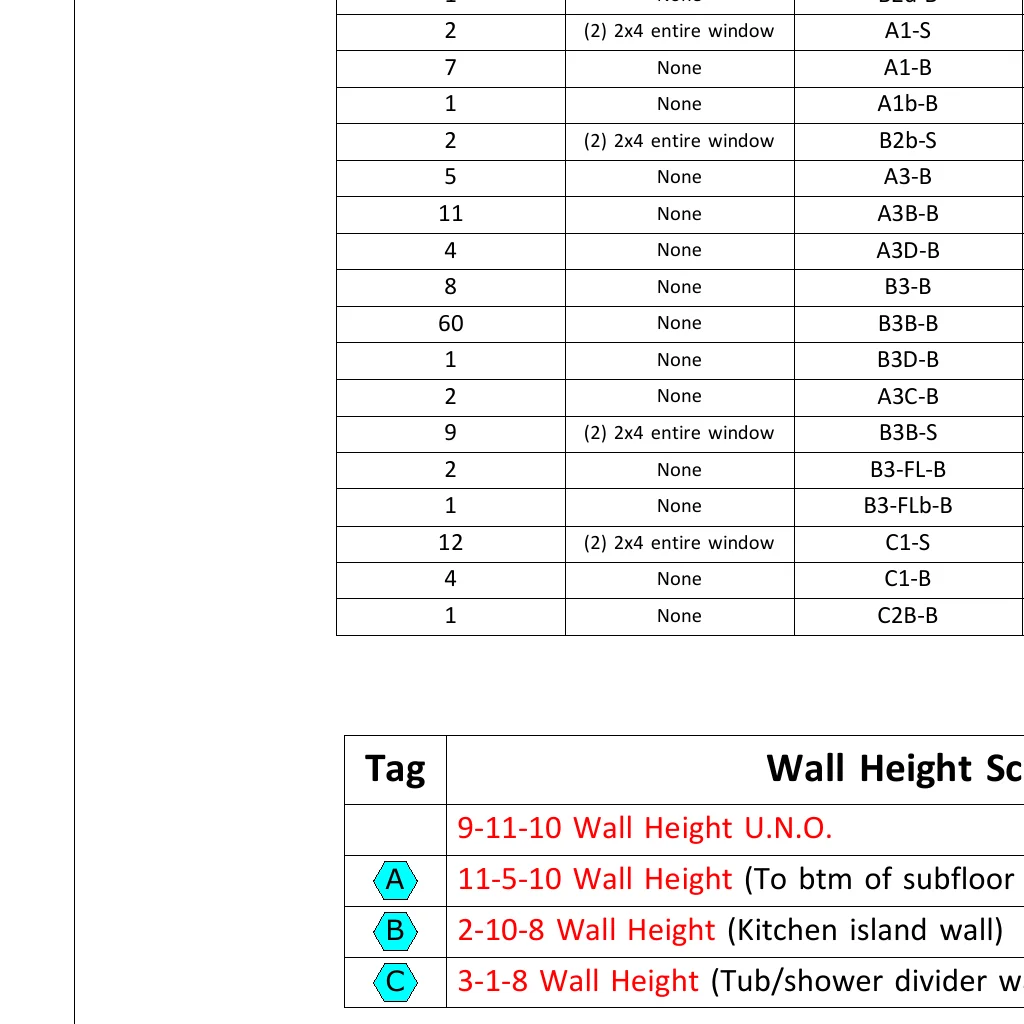 2 (2) 2x4 entire window A1-S
7 None A1-B
1 None A1b-B
2 (2) 2x4 entire window B2b-S
5 None A3-B
11 None A3B-B
4 None A3D-B
8 None B3-B
60 None B3B-B
1 None B3D-B
2 None A3C-B
9 (2) 2x4 entire window B3B-S
2 None B3-FL-B
1 None B3-FLb-B
12 (2) 2x4 entire window C1-S
4 None C1-B
1 None C2B-B
Tag Wall Height Sc
9-11-10 Wall Height U.N.O.
A 11-5-10 Wall Height (To btm of subfloor
B 2-10-8 Wall Height (Kitchen island wall)
C 3-1-8 Wall Height (Tub/shower divider w